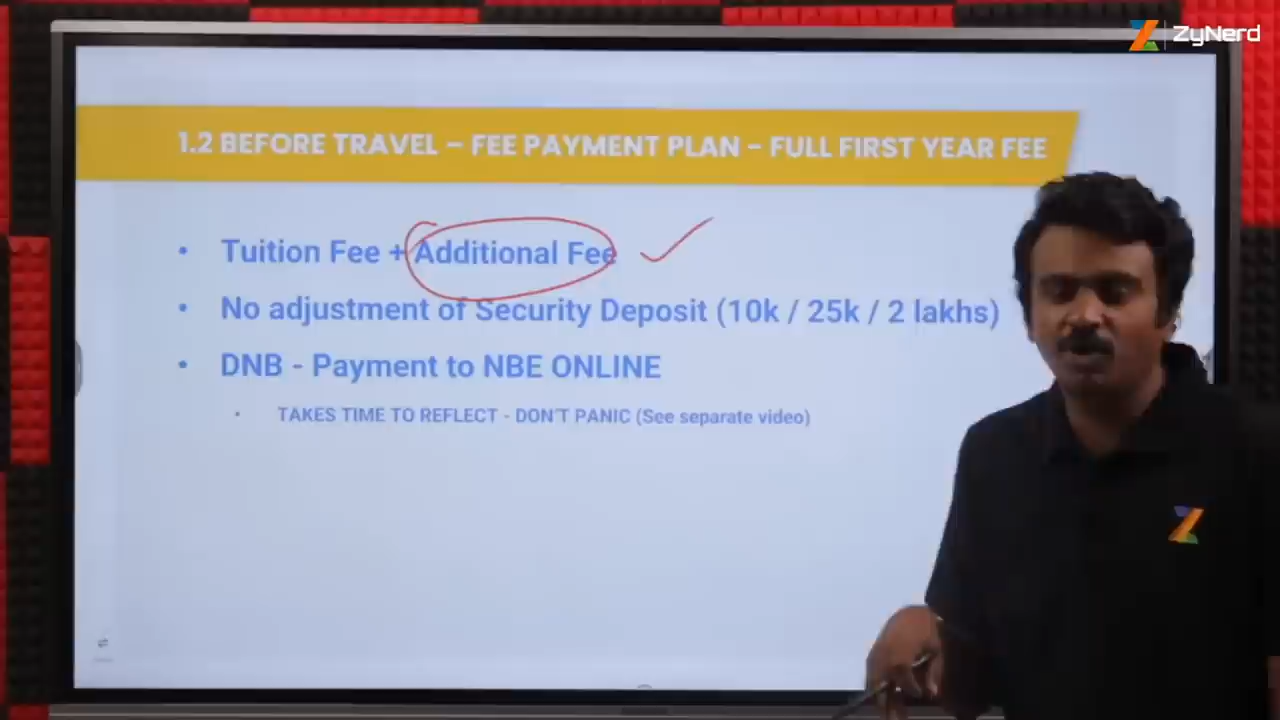 ZyNerd
1.2 BEFORE TRAVEL – FEE PAYMENT PLAN – FULL FIRST YEAR FEE
• Tuition Fee + Additional Fee
• No adjustment of Security Deposit (10k / 25k / 2 lakhs)
• DNB - Payment to NBE ONLINE
• TAKES TIME TO REFLECT - DON'T PANIC (See separate video)